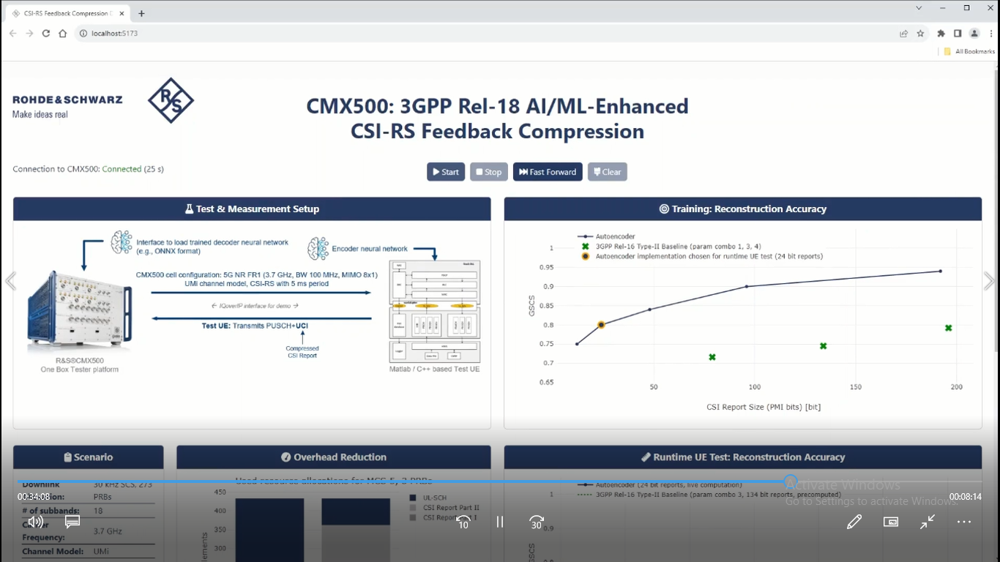 CSI-RS Feedback Compression D
localhost:5173
All Bookmarks
ROHDE&SCHWARZ
Make ideas real
R/S
CMX500: 3GPP Rel-18 AI/ML-Enhanced
CSI-RS Feedback Compression
Connection to CMX500: Connected (25 s)
Start
Stop
Fast Forward
Clear
Test & Measurement Setup
Interface to load trained decoder neural network
(e.g., ONNX format)
Encoder neural network
CMX500 cell configuration: 5G NR FR1 (3.7 GHz, BW 100 MHz, MIMO 8x1)
UMi channel model, CSI-RS with 5 ms period
<- IQoverIP interface for demo ->
Test UE: Transmits PUSCH+UCI
Compressed
CSI Report
R&S®CMX500
One Box Tester platform
Matlab / C++ based Test UE
Training: Reconstruction Accuracy
Autoencoder
3GPP Rel-16 Type-II Baseline (param combo 1, 3, 4)
Autoencoder implementation chosen for runtime UE test (24 bit reports)
1
0.95
0.9
0.85
0.8
0.75
0.7
0.65
GSCS
50
100
150
200
CSI Report Size (PMI bits) [bit]
Scenario
Downlink
30 kHz SCS, 273
PRBs
# of subbands:
18
Frequency:
3.7 GHz
Channel Model:
UMi
Overhead Reduction
Used resource allocations for MCS 5, 3 PRBs
450
400
350
300
UL-SCH
CSI Report Part II
CSI Report Part I
Runtime UE Test: Reconstruction Accuracy
Autoencoder (24 bit reports, live computation)
3GPP Rel-16 Type-II Baseline (param combo 3, 134 bit reports, precomputed)
1
0.9
0.8
GSCS
Activate Windows
Go to Settings to activate Windows.
00:34:08
00:08:14
10
30